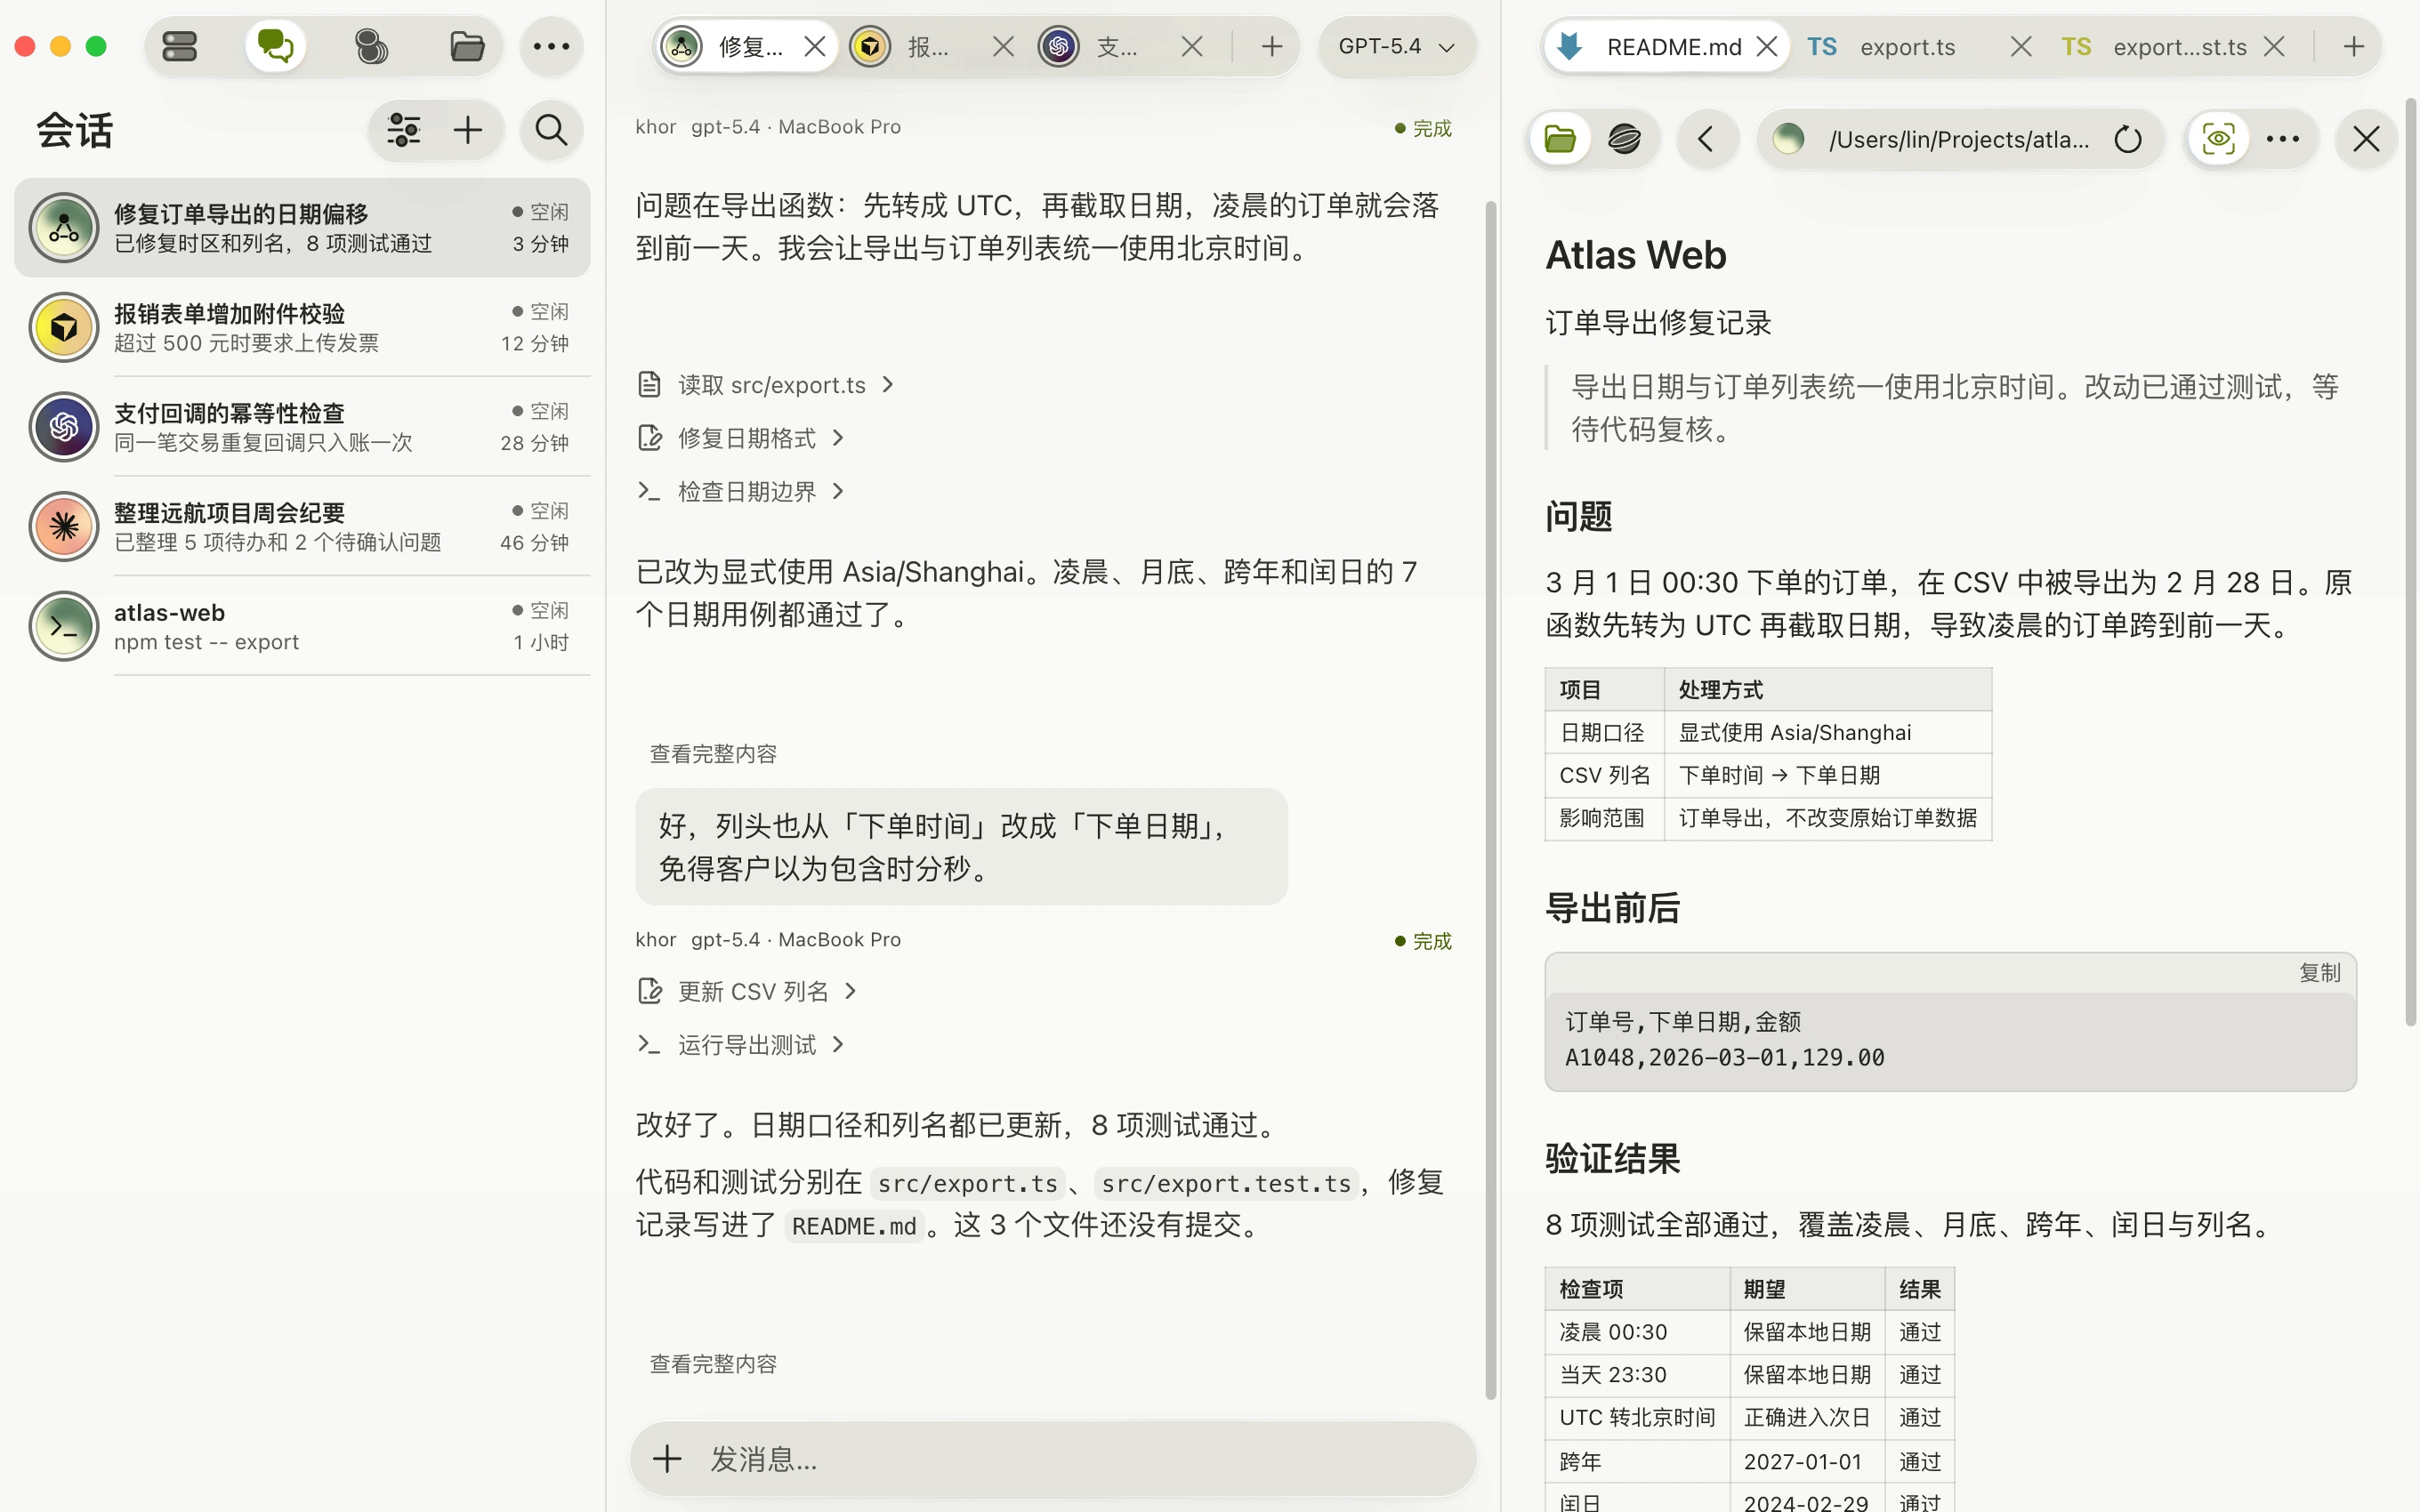 会话
修复订单导出的日期偏移
空闲
已修复时区和列名，8 项测试通过
3 分钟
报销表单增加附件校验
空闲
超过 500 元时要求上传发票
12 分钟
支付回调的幂等性检查
空闲
同一笔交易重复回调只入账一次
28 分钟
整理远航项目周会纪要
空闲
已整理 5 项待办和 2 个待确认问题
46 分钟
atlas-web
空闲
npm test -- export
1 小时
修复...
报...
支...
GPT-5.4
khor gpt-5.4 · MacBook Pro
完成
问题在导出函数：先转成 UTC，再截取日期，凌晨的订单就会落
到前一天。我会让导出与订单列表统一使用北京时间。
读取 src/export.ts
修复日期格式
检查日期边界
已改为显式使用 Asia/Shanghai。凌晨、月底、跨年和闰日的 7
个日期用例都通过了。
查看完整内容
好，列头也从「下单时间」改成「下单日期」，
免得客户以为包含时分秒。
khor gpt-5.4 · MacBook Pro
完成
更新 CSV 列名
运行导出测试
改好了。日期口径和列名都已更新，8 项测试通过。
代码和测试分别在 src/export.ts、src/export.test.ts，修复
记录写进了 README.md。这 3 个文件还没有提交。
查看完整内容
发消息...
README.md
TS export.ts
TS export...st.ts
/Users/lin/Projects/atla...
Atlas Web
订单导出修复记录
导出日期与订单列表统一使用北京时间。改动已通过测试，等
待代码复核。
问题
3 月 1 日 00:30 下单的订单，在 CSV 中被导出为 2 月 28 日。原
函数先转为 UTC 再截取日期，导致凌晨的订单跨到前一天。
项目 处理方式
日期口径 显式使用 Asia/Shanghai
CSV 列名 下单时间 → 下单日期
影响范围 订单导出，不改变原始订单数据
导出前后
复制
订单号,下单日期,金额
A1048,2026-03-01,129.00
验证结果
8 项测试全部通过，覆盖凌晨、月底、跨年、闰日与列名。
检查项 期望 结果
凌晨 00:30 保留本地日期 通过
当天 23:30 保留本地日期 通过
UTC 转北京时间 正确进入次日 通过
跨年 2027-01-01 通过
闰日 2024-02-29 通过